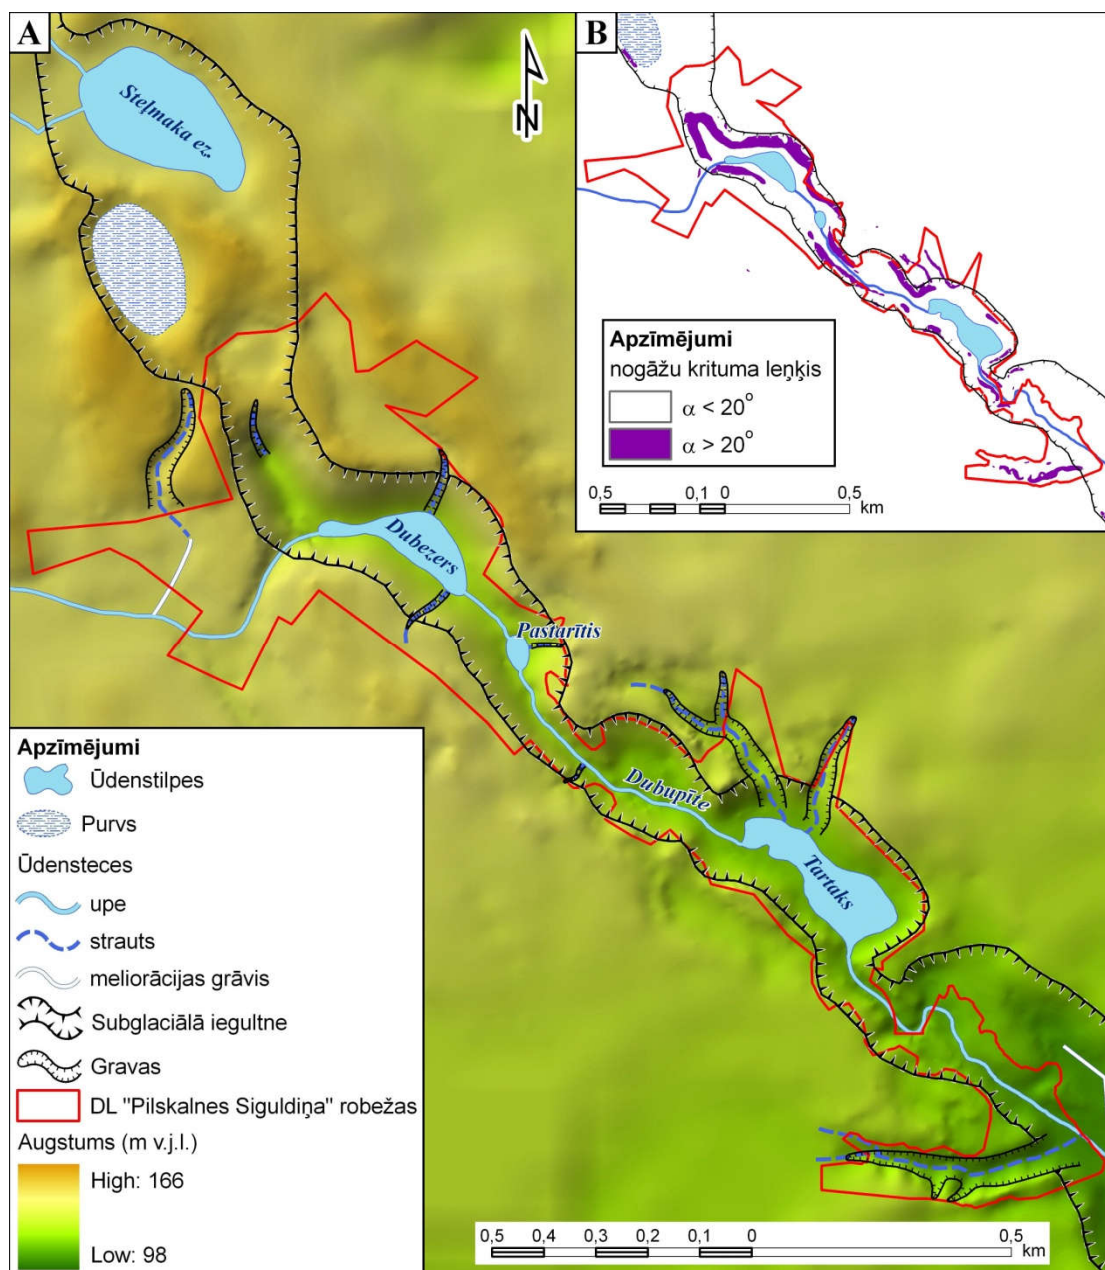 A
Steļmaka ez.
N
Dubezers
Pastarītis
Dubupīte
Tartaks
Apzīmējumi
Ūdenstilpes
Purvs
Ūdensteces
upe
strauts
meliorācijas grāvis
Subglaciālā iegultne
Gravas
DL "Pilskalnes Siguldiņa" robežas
Augstums (m v.j.l.)
High: 166
Low: 98
0,5 0,4 0,3 0,2 0,1 0 0,5
km
B
Apzīmējumi
nogāžu krituma leņķis
α < 20°
α > 20°
0,5 0,1 0 0,5
km